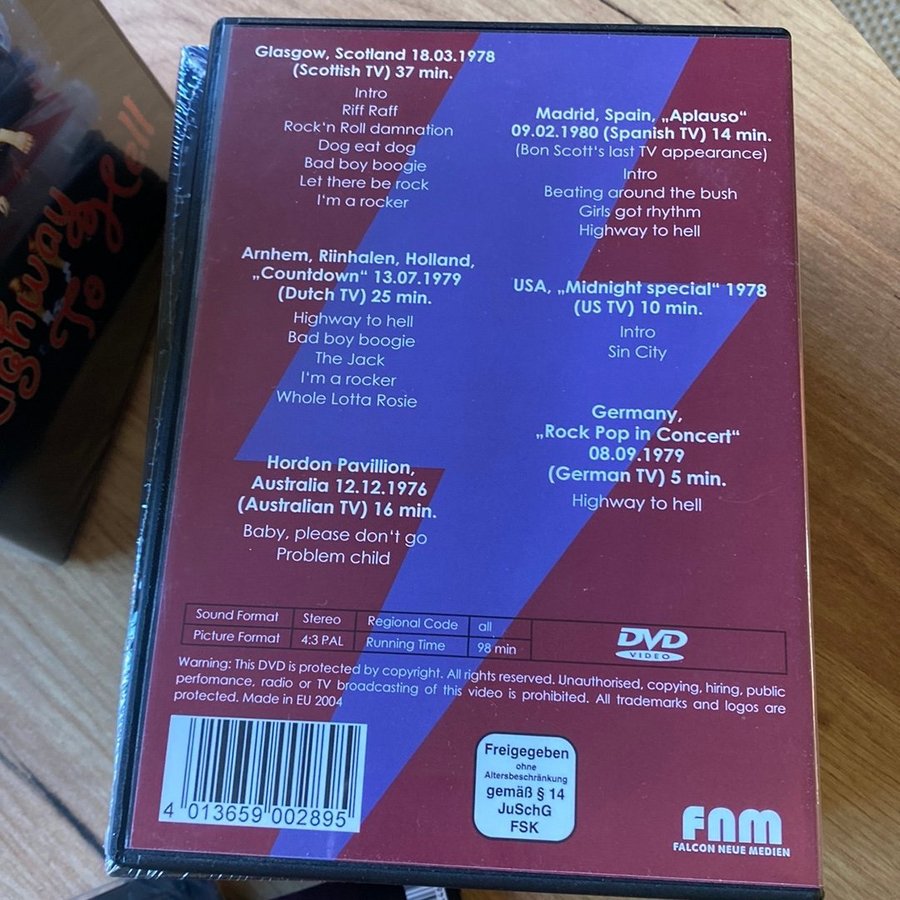 Glasgow, Scotland 18.03.1978
(Scottish TV) 37 min.
Intro
Riff Raff
Rock'n Roll damnation
Dog eat dog
Bad boy boogie
Let there be rock
I'm a rocker
Arnhem, Riinhalen, Holland,
„Countdown“ 13.07.1979
(Dutch TV) 25 min.
Highway to hell
Bad boy boogie
The Jack
I'm a rocker
Whole Lotta Rosie
Hordon Pavillion,
Australia 12.12.1976
(Australian TV) 16 min.
Baby, please don't go
Problem child
Madrid, Spain, „Aplauso“
09.02.1980 (Spanish TV) 14 min.
(Bon Scott's last TV appearance)
Intro
Beating around the bush
Girls got rhythm
Highway to hell
USA, „Midnight special“ 1978
(US TV) 10 min.
Intro
Sin City
Germany,
„Rock Pop in Concert“
08.09.1979
(German TV) 5 min.
Highway to hell
Sound Format Stereo Regional Code all
Picture Format 4:3 PAL Running Time 98 min
DVD
VIDEO
Warning: This DVD is protected by copyright. All rights reserved. Unauthorised, copying, hiring, public
perfomance, radio or TV broadcasting of this video is prohibited. All trademarks and logos are
protected. Made in EU 2004
4 013659 002895
Freigegeben
ohne
Altersbeschränkung
gemäß § 14
JuSchG
FSK
FNM
FALCON NEUE MEDIEN
To
Hell